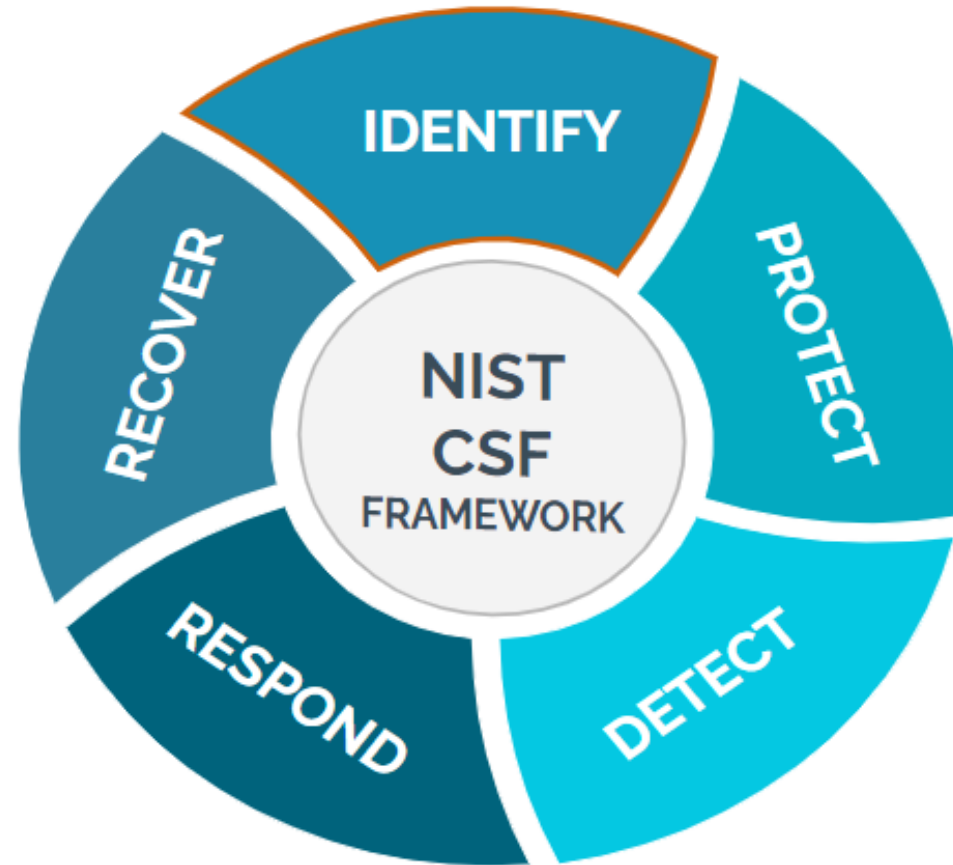 IDENTIFY
PROTECT
DETECT
RESPOND
RECOVER
NIST
CSF
FRAMEWORK